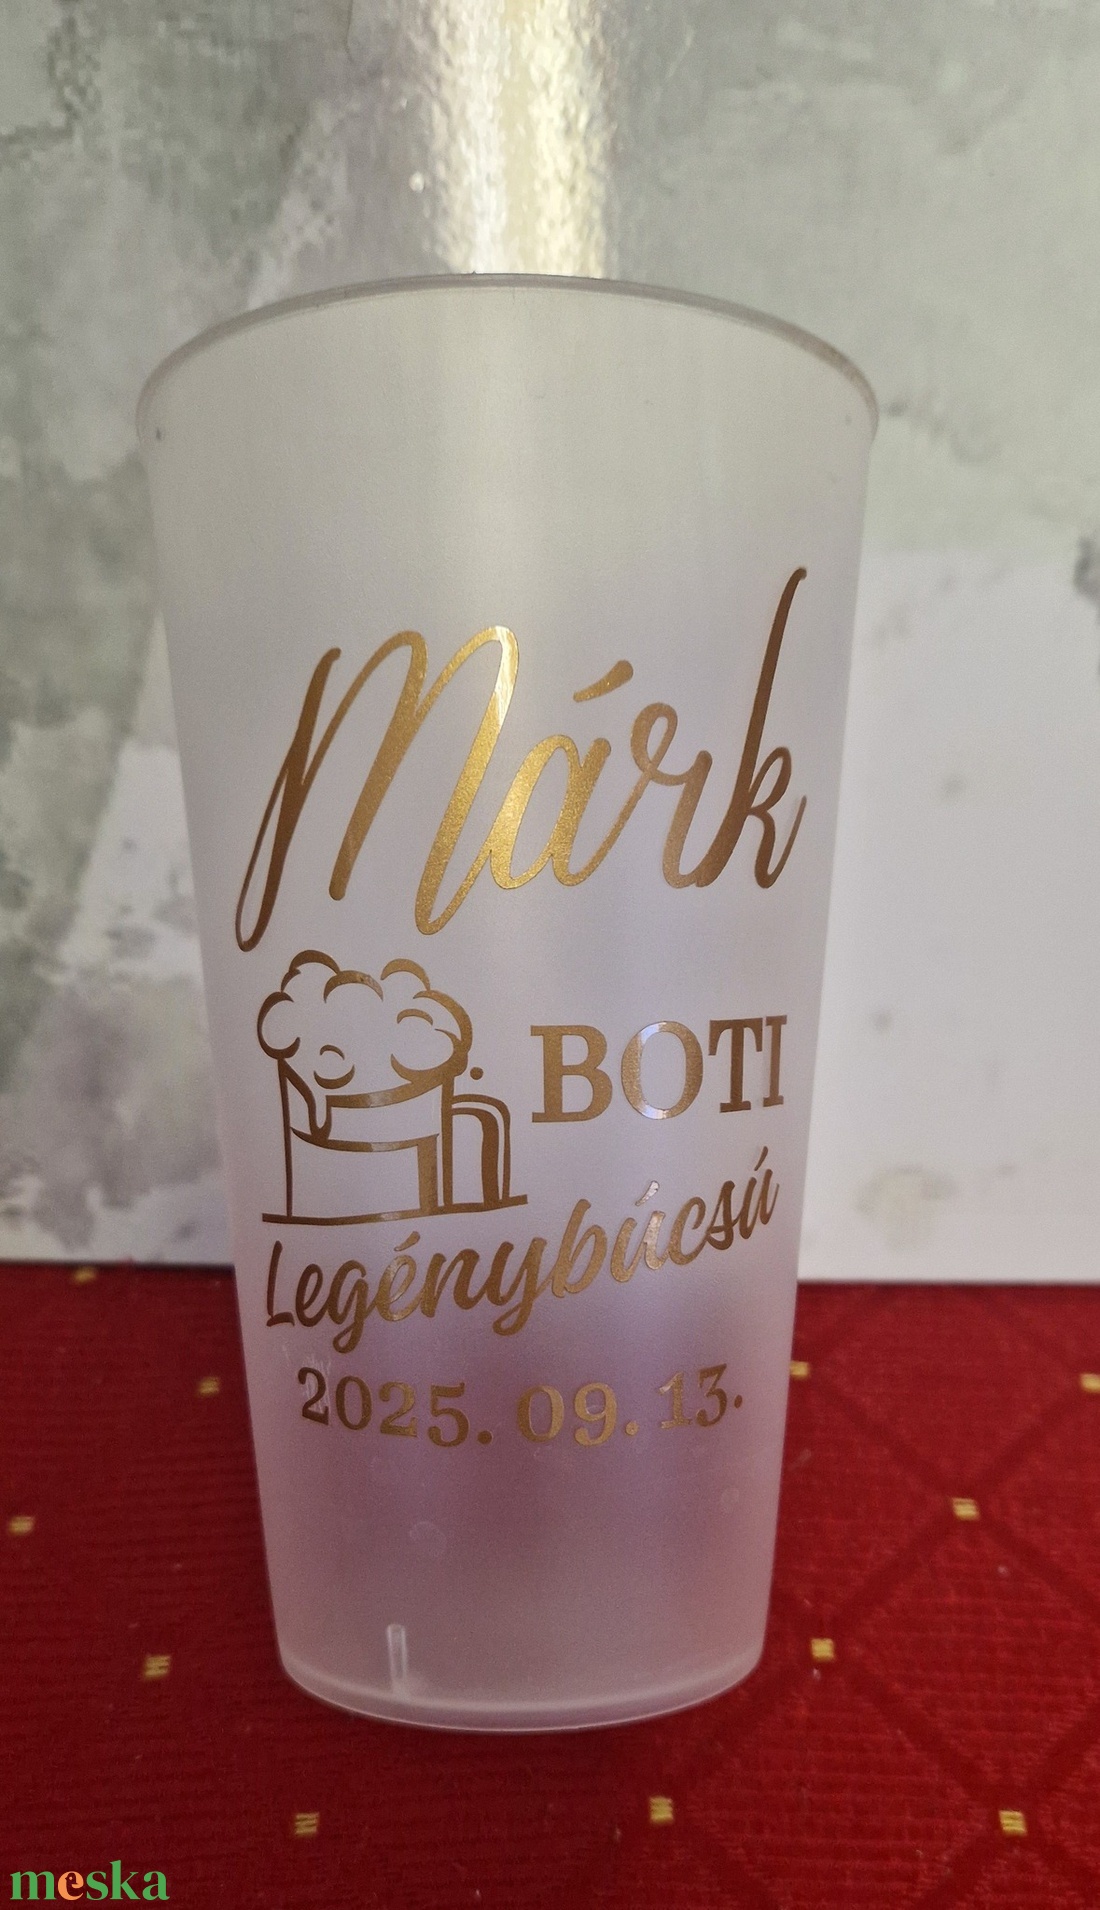 Márk
BOTI
Legénybúcsú
2025. 09. 13.
meska